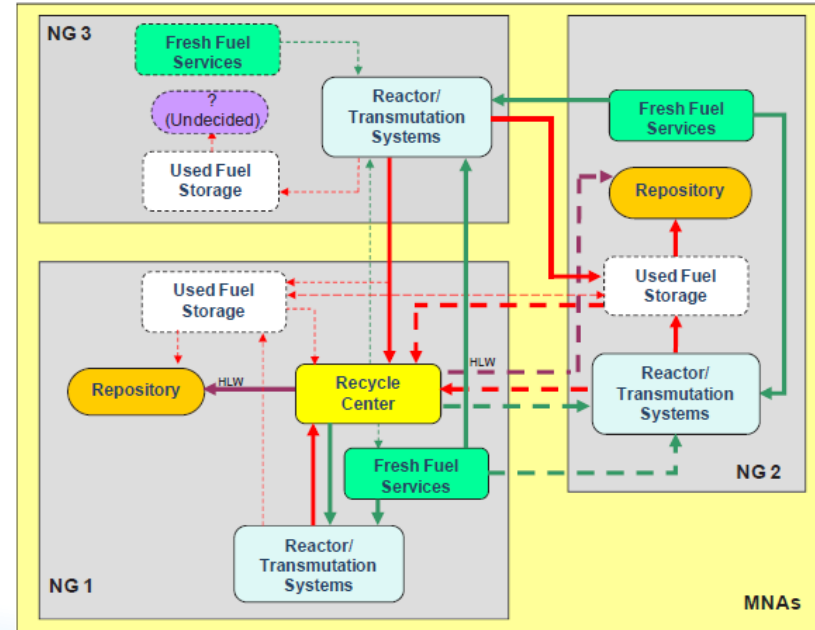 NG 3
Fresh Fuel
Services
?
(Undecided)
Used Fuel
Storage
Reactor/
Transmutation
Systems
Fresh Fuel
Services
Repository
Used Fuel
Storage
Reactor/
Transmutation
Systems
NG 2
Used Fuel
Storage
Repository
HLW
Recycle
Center
HLW
Fresh Fuel
Services
Reactor/
Transmutation
Systems
NG 1
MNAs